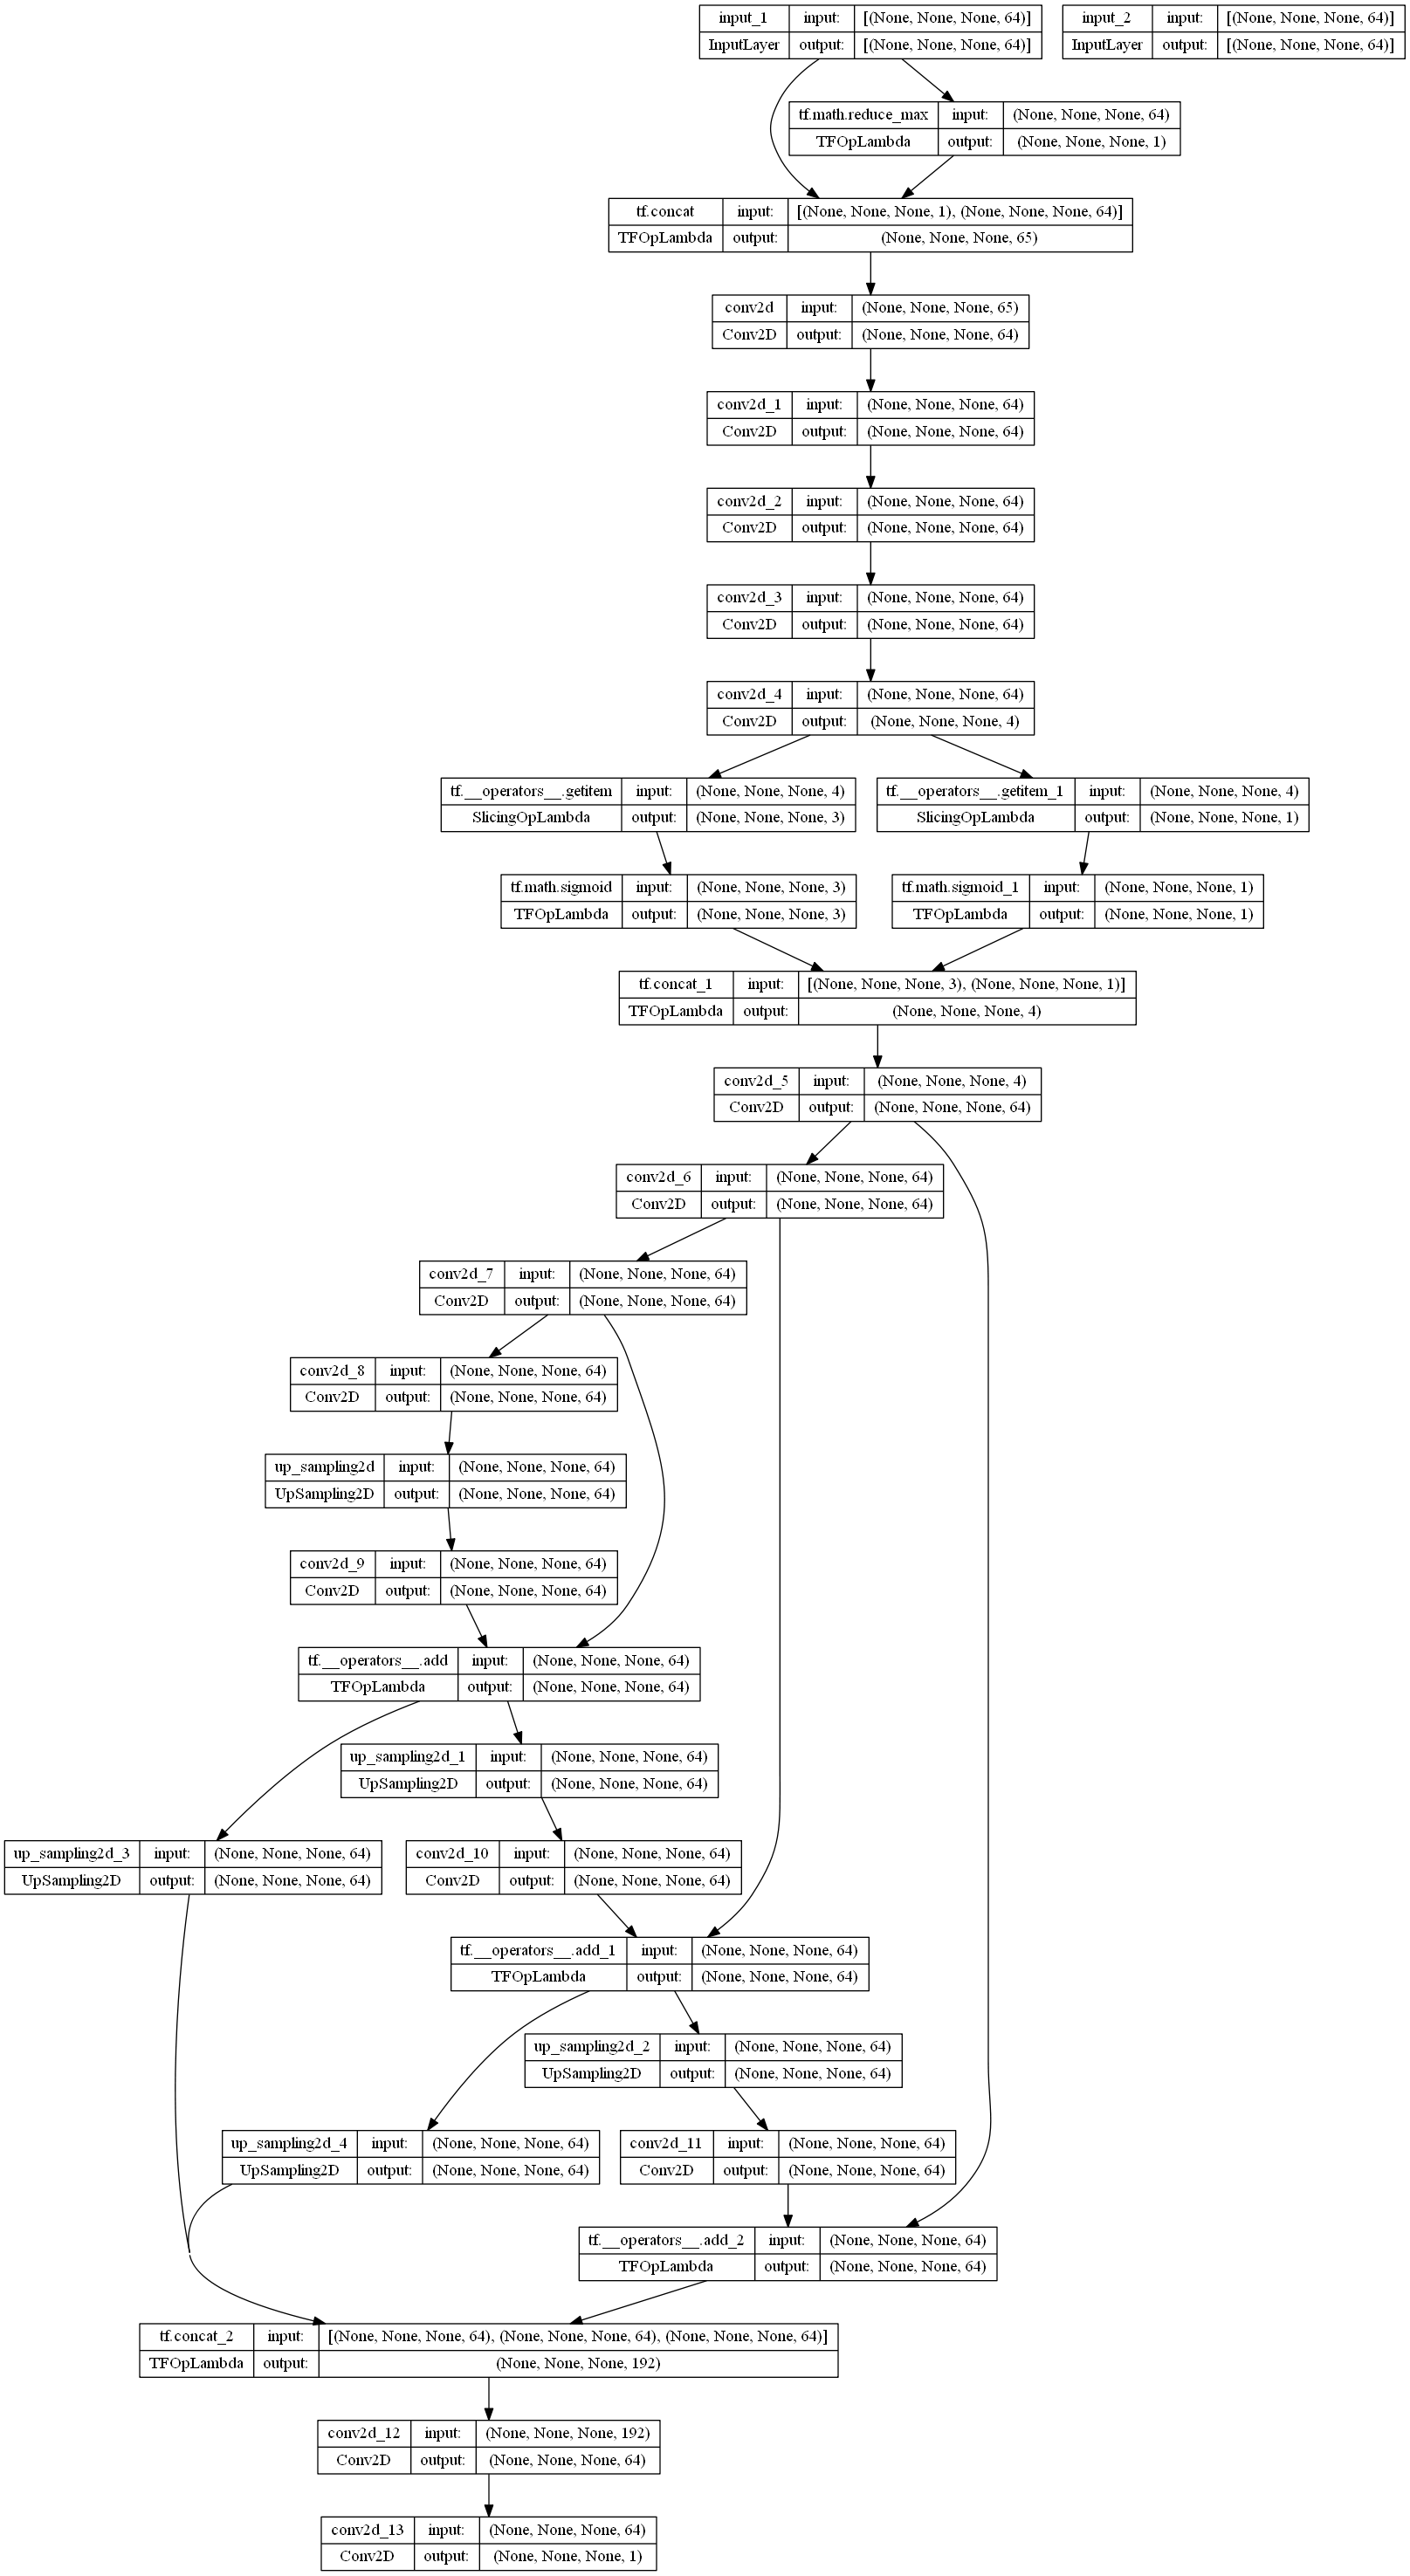 input_1 input: [(None, None, None, 64)]
InputLayer output: [(None, None, None, 64)]
input_2 input: [(None, None, None, 64)]
InputLayer output: [(None, None, None, 64)]
tf.math.reduce_max input: (None, None, None, 64)
TFOpLambda output: (None, None, None, 1)
tf.concat input: [(None, None, None, 1), (None, None, None, 64)]
TFOpLambda output: (None, None, None, 65)
conv2d input: (None, None, None, 65)
Conv2D output: (None, None, None, 64)
conv2d_1 input: (None, None, None, 64)
Conv2D output: (None, None, None, 64)
conv2d_2 input: (None, None, None, 64)
Conv2D output: (None, None, None, 64)
conv2d_3 input: (None, None, None, 64)
Conv2D output: (None, None, None, 64)
conv2d_4 input: (None, None, None, 64)
Conv2D output: (None, None, None, 4)
tf.__operators__.getitem input: (None, None, None, 4)
SlicingOpLambda output: (None, None, None, 3)
tf.__operators__.getitem_1 input: (None, None, None, 4)
SlicingOpLambda output: (None, None, None, 1)
tf.math.sigmoid input: (None, None, None, 3)
TFOpLambda output: (None, None, None, 3)
tf.math.sigmoid_1 input: (None, None, None, 1)
TFOpLambda output: (None, None, None, 1)
tf.concat_1 input: [(None, None, None, 3), (None, None, None, 1)]
TFOpLambda output: (None, None, None, 4)
conv2d_5 input: (None, None, None, 4)
Conv2D output: (None, None, None, 64)
conv2d_6 input: (None, None, None, 64)
Conv2D output: (None, None, None, 64)
conv2d_7 input: (None, None, None, 64)
Conv2D output: (None, None, None, 64)
conv2d_8 input: (None, None, None, 64)
Conv2D output: (None, None, None, 64)
up_sampling2d input: (None, None, None, 64)
UpSampling2D output: (None, None, None, 64)
conv2d_9 input: (None, None, None, 64)
Conv2D output: (None, None, None, 64)
tf.__operators__.add input: (None, None, None, 64)
TFOpLambda output: (None, None, None, 64)
up_sampling2d_1 input: (None, None, None, 64)
UpSampling2D output: (None, None, None, 64)
up_sampling2d_3 input: (None, None, None, 64)
UpSampling2D output: (None, None, None, 64)
conv2d_10 input: (None, None, None, 64)
Conv2D output: (None, None, None, 64)
tf.__operators__.add_1 input: (None, None, None, 64)
TFOpLambda output: (None, None, None, 64)
up_sampling2d_2 input: (None, None, None, 64)
UpSampling2D output: (None, None, None, 64)
up_sampling2d_4 input: (None, None, None, 64)
UpSampling2D output: (None, None, None, 64)
conv2d_11 input: (None, None, None, 64)
Conv2D output: (None, None, None, 64)
tf.__operators__.add_2 input: (None, None, None, 64)
TFOpLambda output: (None, None, None, 64)
tf.concat_2 input: [(None, None, None, 64), (None, None, None, 64), (None, None, None, 64)]
TFOpLambda output: (None, None, None, 192)
conv2d_12 input: (None, None, None, 192)
Conv2D output: (None, None, None, 64)
conv2d_13 input: (None, None, None, 64)
Conv2D output: (None, None, None, 1)